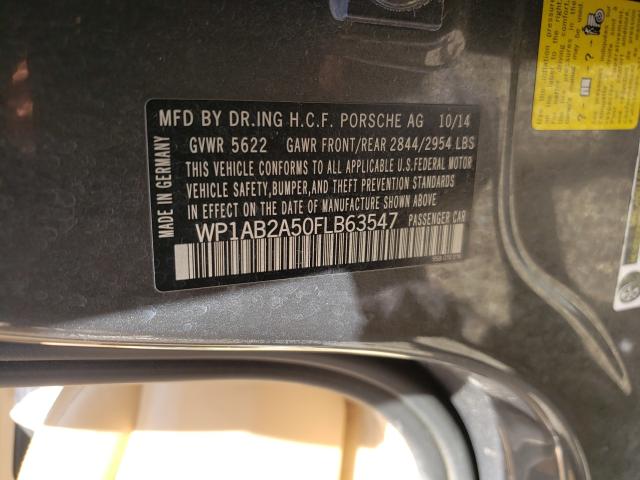 MFD BY DR.ING H.C.F. PORSCHE AG 10/14
GVWR 5622 GAWR FRONT/REAR 2844/2954 LBS
THIS VEHICLE CONFORMS TO ALL APPLICABLE U.S.FEDERAL MOTOR
VEHICLE SAFETY,BUMPER,AND THEFT PREVENTION STANDARDS
IN EFFECT ON THE DATE OF MANUFACTURE SHOWN ABOVE
WP1AB2A50FLB63547 PASSENGER CAR
MADE IN GERMANY